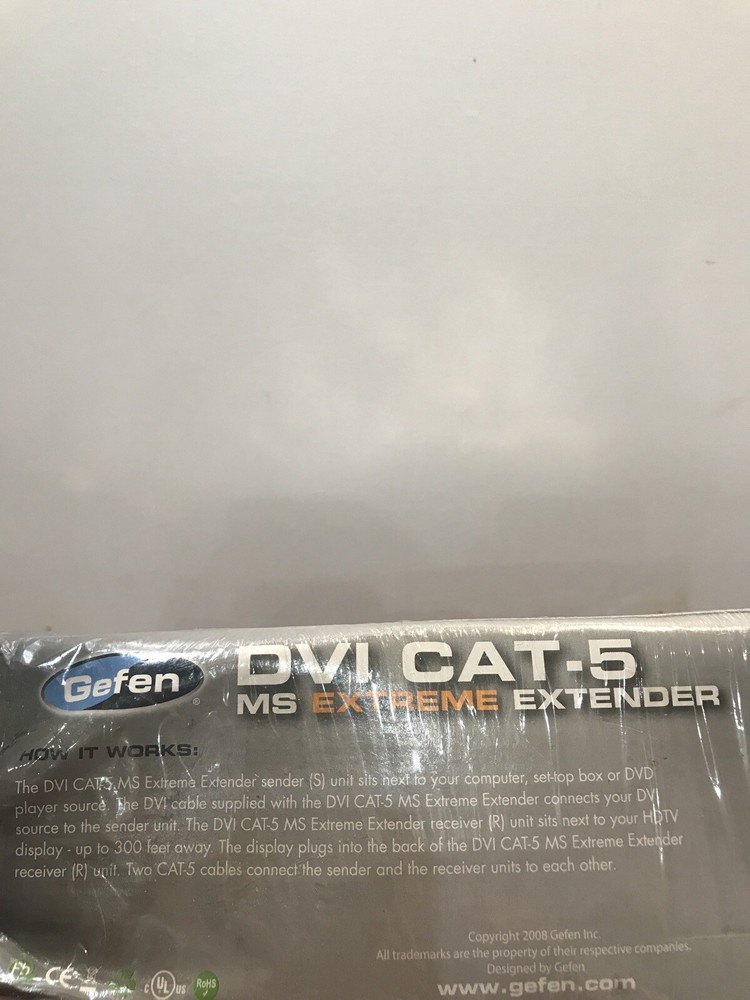 Gefen
®
DVI CAT-5
MS EXTREME EXTENDER
HOW IT WORKS:
The DVI CAT-5 MS Extreme Extender sender (S) unit sits next to your computer, set-top box or DVD
player source. The DVI cable supplied with the DVI CAT-5 MS Extreme Extender connects your DVI
source to the sender unit. The DVI CAT-5 MS Extreme Extender receiver (R) unit sits next to your HDTV
display - up to 300 feet away. The display plugs into the back of the DVI CAT-5 MS Extreme Extender
receiver (R) unit. Two CAT-5 cables connect the sender and the receiver units to each other.
Copyright 2008 Gefen Inc.
All trademarks are the property of their respective companies.
Designed by Gefen
www.gefen.com
CE
c UL us
RoHS